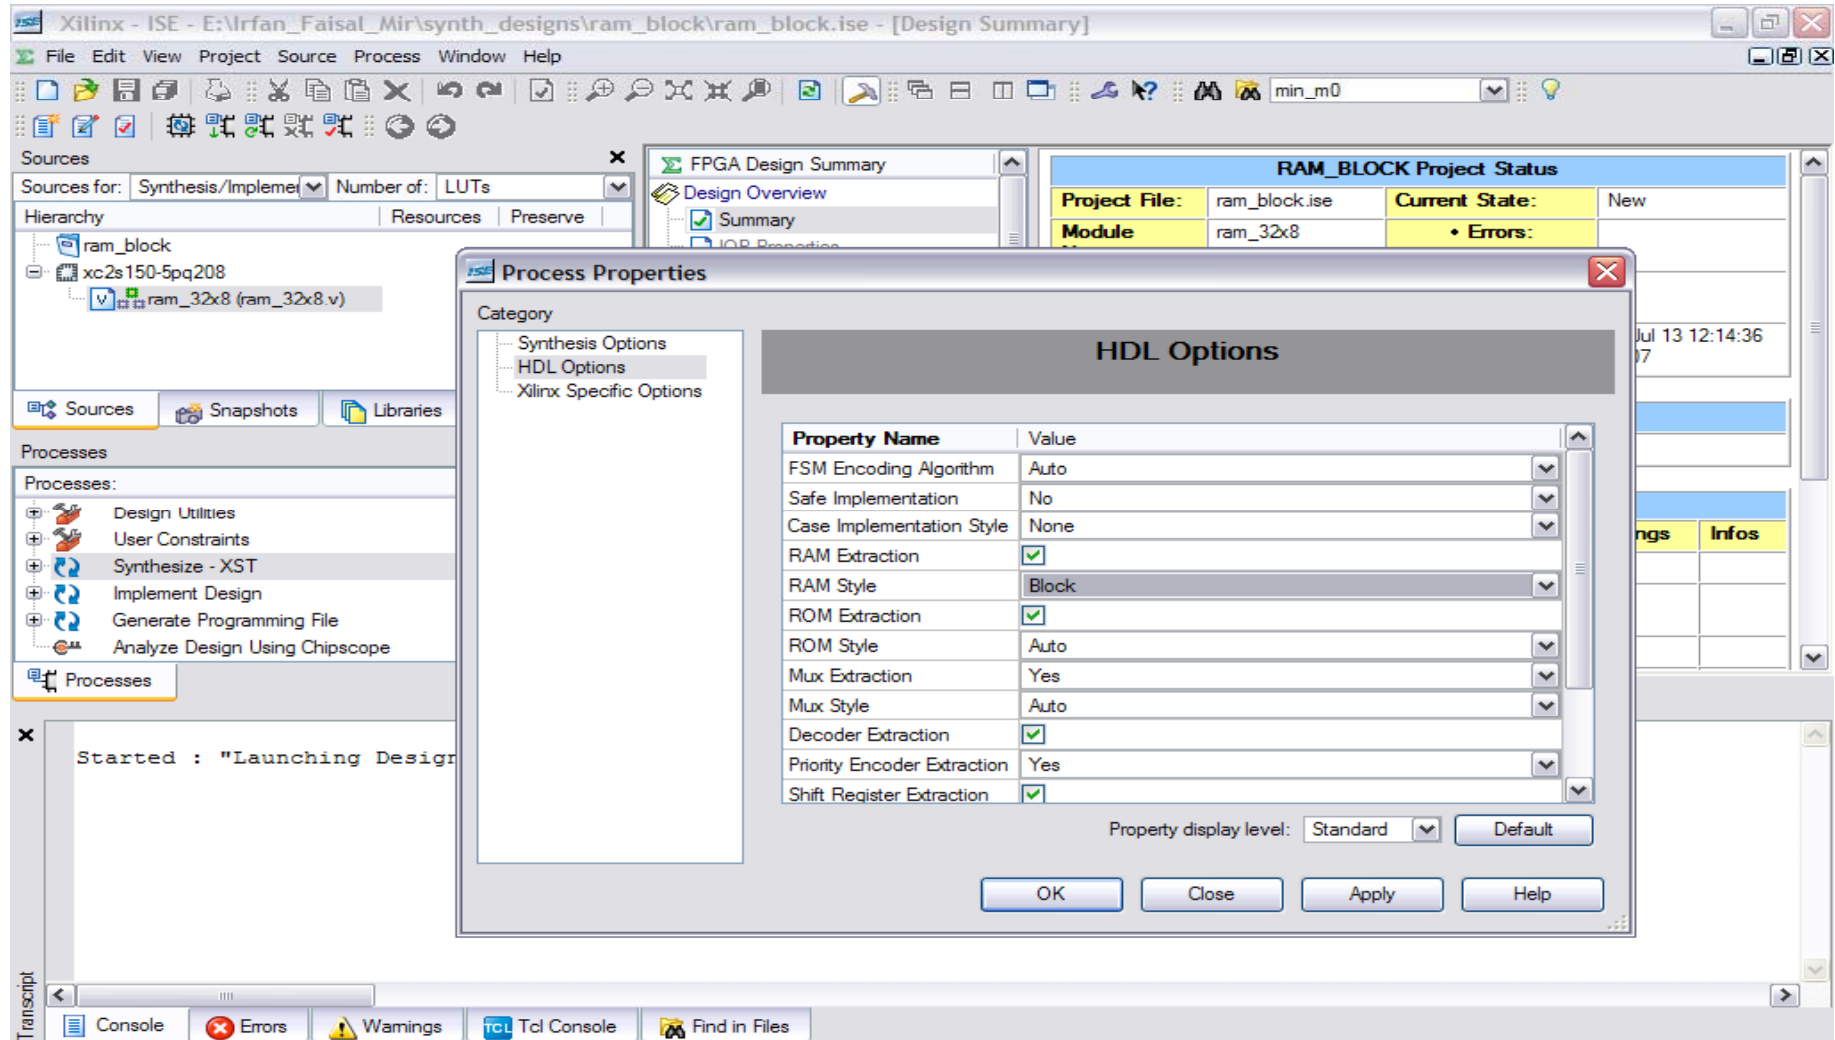 Xilinx - ISE - E:\Irfan_Faisal_Mir\synth_designs\ram_block\ram_block.ise - [Design Summary]
File Edit View Project Source Process Window Help
min_m0
Sources
Sources for: Synthesis/Implemen Number of: LUTs
Hierarchy Resources Preserve
ram_block
xc2s150-5pq208
ram_32x8 (ram_32x8.v)
Sources Snapshots Libraries
Processes
Processes:
Design Utilities
User Constraints
Synthesize - XST
Implement Design
Generate Programming File
Analyze Design Using Chipscope
Processes
FPGA Design Summary
Design Overview
Summary
IOB Properties
RAM_BLOCK Project Status
Project File: ram_block.ise Current State: New
Module ram_32x8 • Errors:
Jul 13 12:14:36
07
ngs Infos
Process Properties
Category
Synthesis Options
HDL Options
Xilinx Specific Options
HDL Options
Property Name Value
FSM Encoding Algorithm Auto
Safe Implementation No
Case Implementation Style None
RAM Extraction
RAM Style Block
ROM Extraction
ROM Style Auto
Mux Extraction Yes
Mux Style Auto
Decoder Extraction
Priority Encoder Extraction Yes
Shift Register Extraction
Property display level: Standard Default
OK Close Apply Help
Started : "Launching Design
Transcript
Console Errors Warnings TCL Tcl Console Find in Files